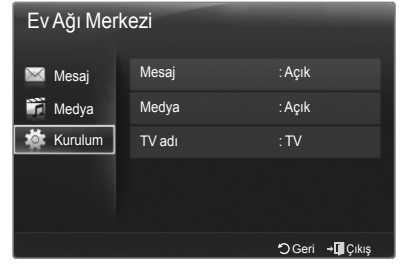 Ev Ağı Merkezi
Mesaj
Medya
Kurulum
Mesaj : Açık
Medya : Açık
TV adı : TV
Geri Çıkış